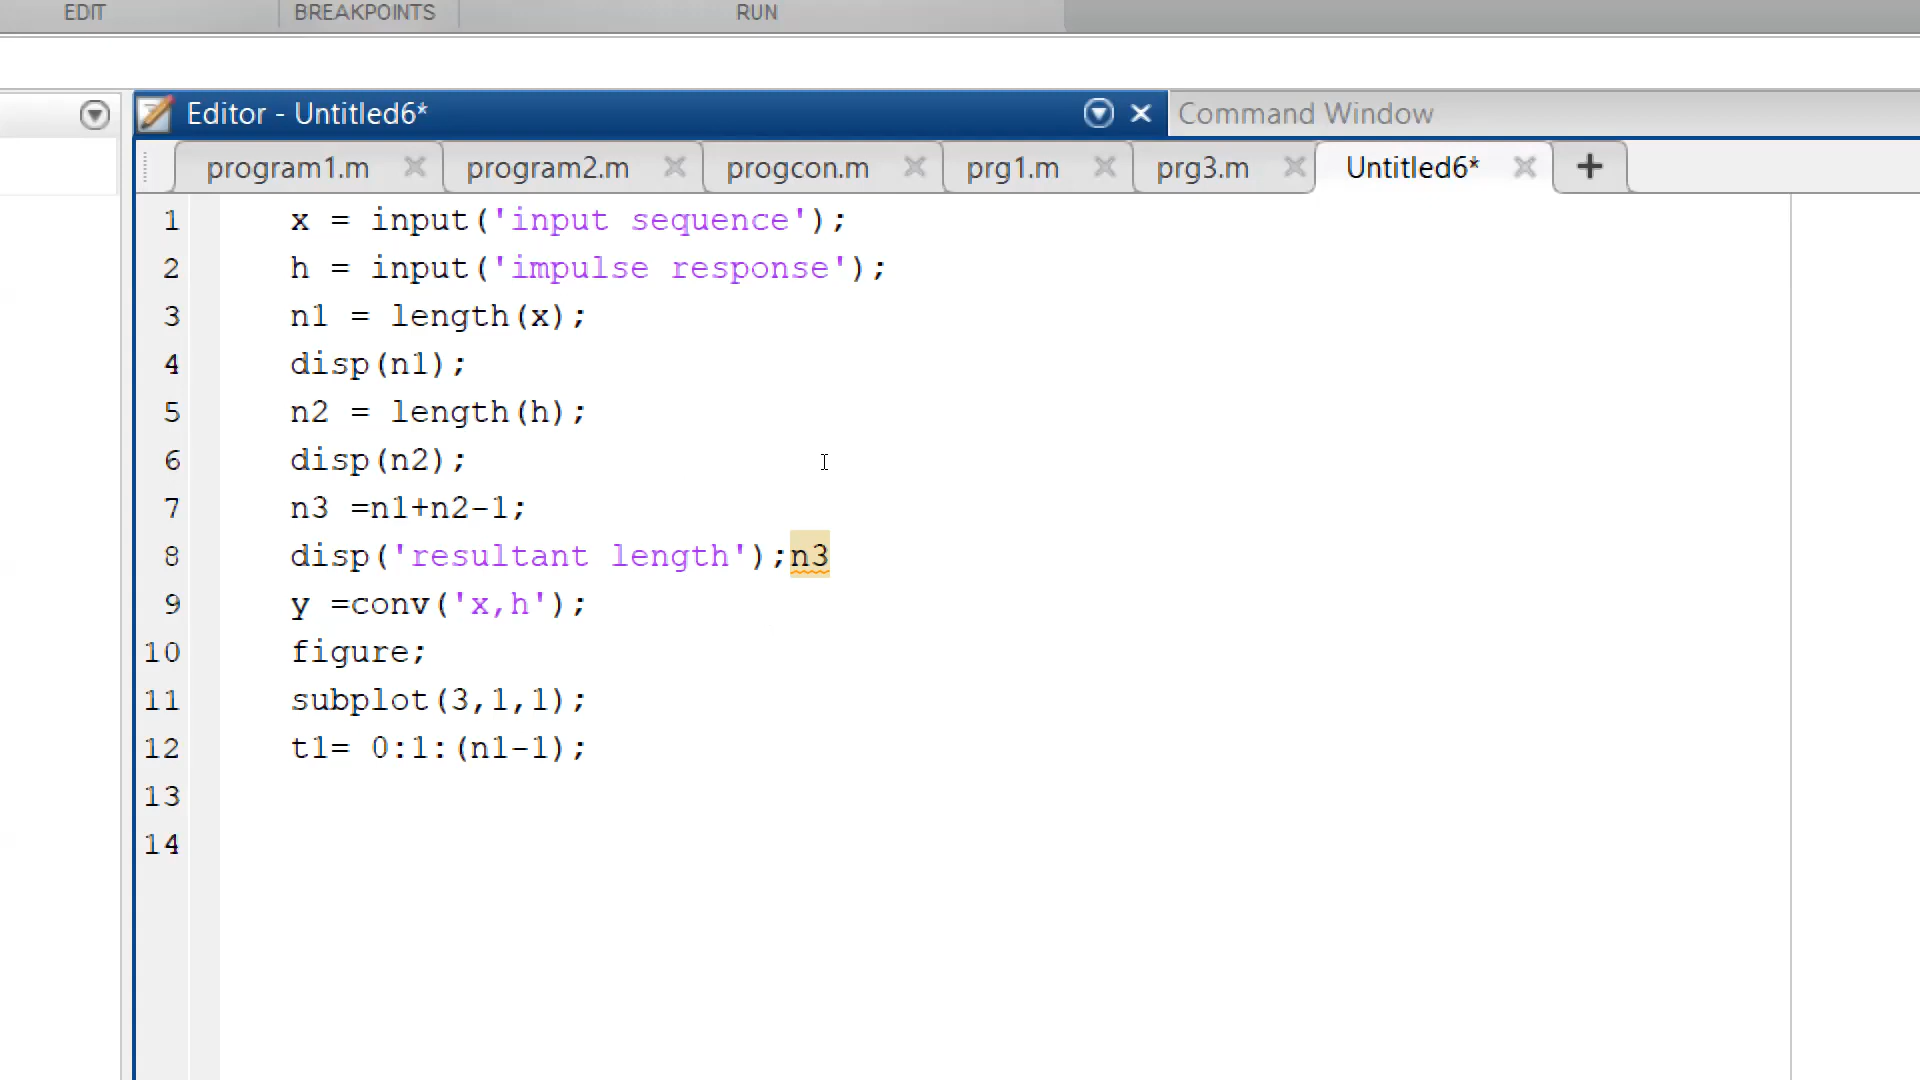 EDIT BREAKPOINTS RUN
Editor - Untitled6* Command Window
program1.m program2.m progcon.m prg1.m prg3.m Untitled6* +
1 x = input('input sequence');
2 h = input('impulse response');
3 n1 = length(x);
4 disp(n1);
5 n2 = length(h);
6 disp(n2);
7 n3 =n1+n2-1;
8 disp('resultant length');n3
9 y =conv('x,h');
10 figure;
11 subplot(3,1,1);
12 t1= 0:1:(n1-1);
13
14